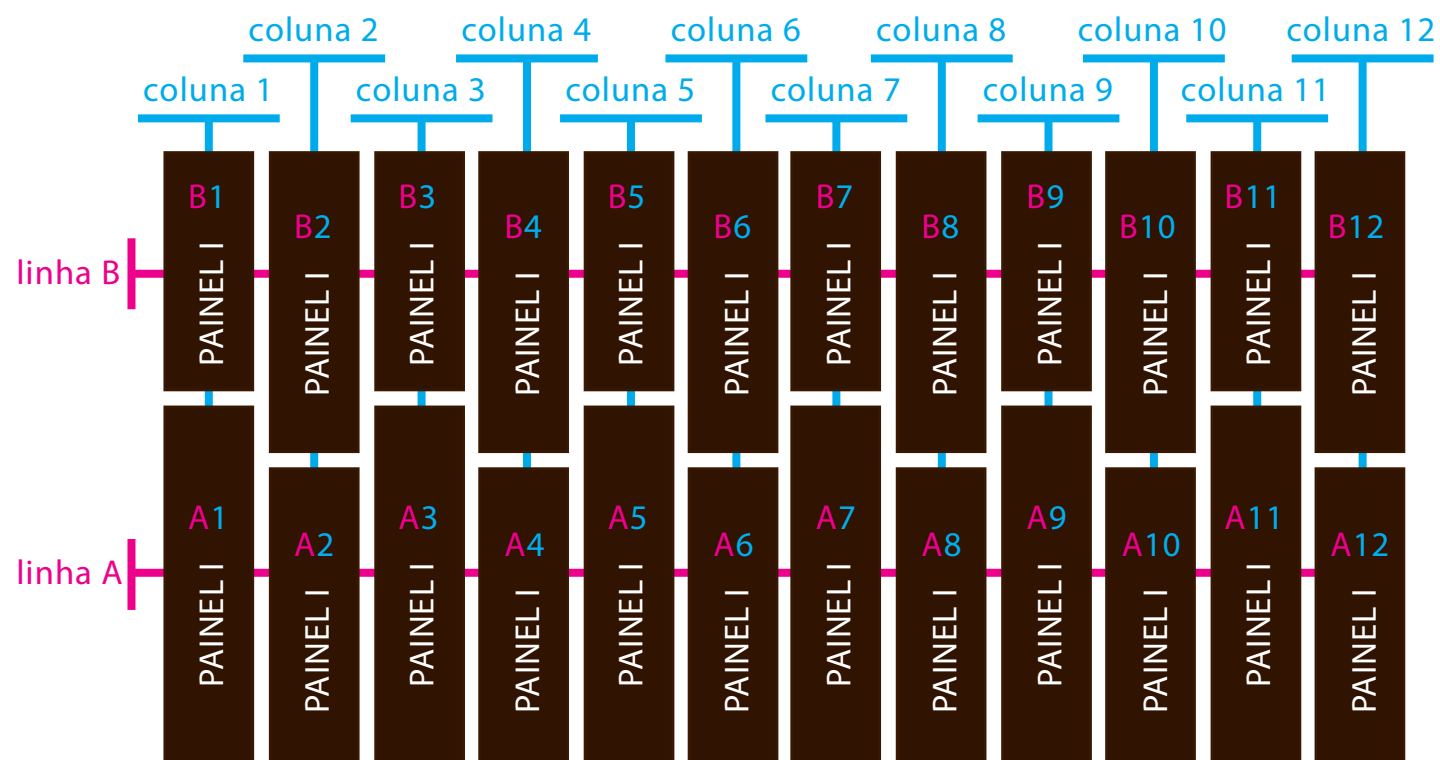 coluna 2 coluna 4 coluna 6 coluna 8 coluna 10 coluna 12
coluna 1 coluna 3 coluna 5 coluna 7 coluna 9 coluna 11
B1 B3 B5 B7 B9 B11
B2 B4 B6 B8 B10 B12
linha B
PAINEL I PAINEL I PAINEL I PAINEL I PAINEL I PAINEL I PAINEL I PAINEL I PAINEL I PAINEL I PAINEL I PAINEL I
A1 A3 A5 A7 A9 A11
A2 A4 A6 A8 A10 A12
linha A
PAINEL I PAINEL I PAINEL I PAINEL I PAINEL I PAINEL I PAINEL I PAINEL I PAINEL I PAINEL I PAINEL I PAINEL I